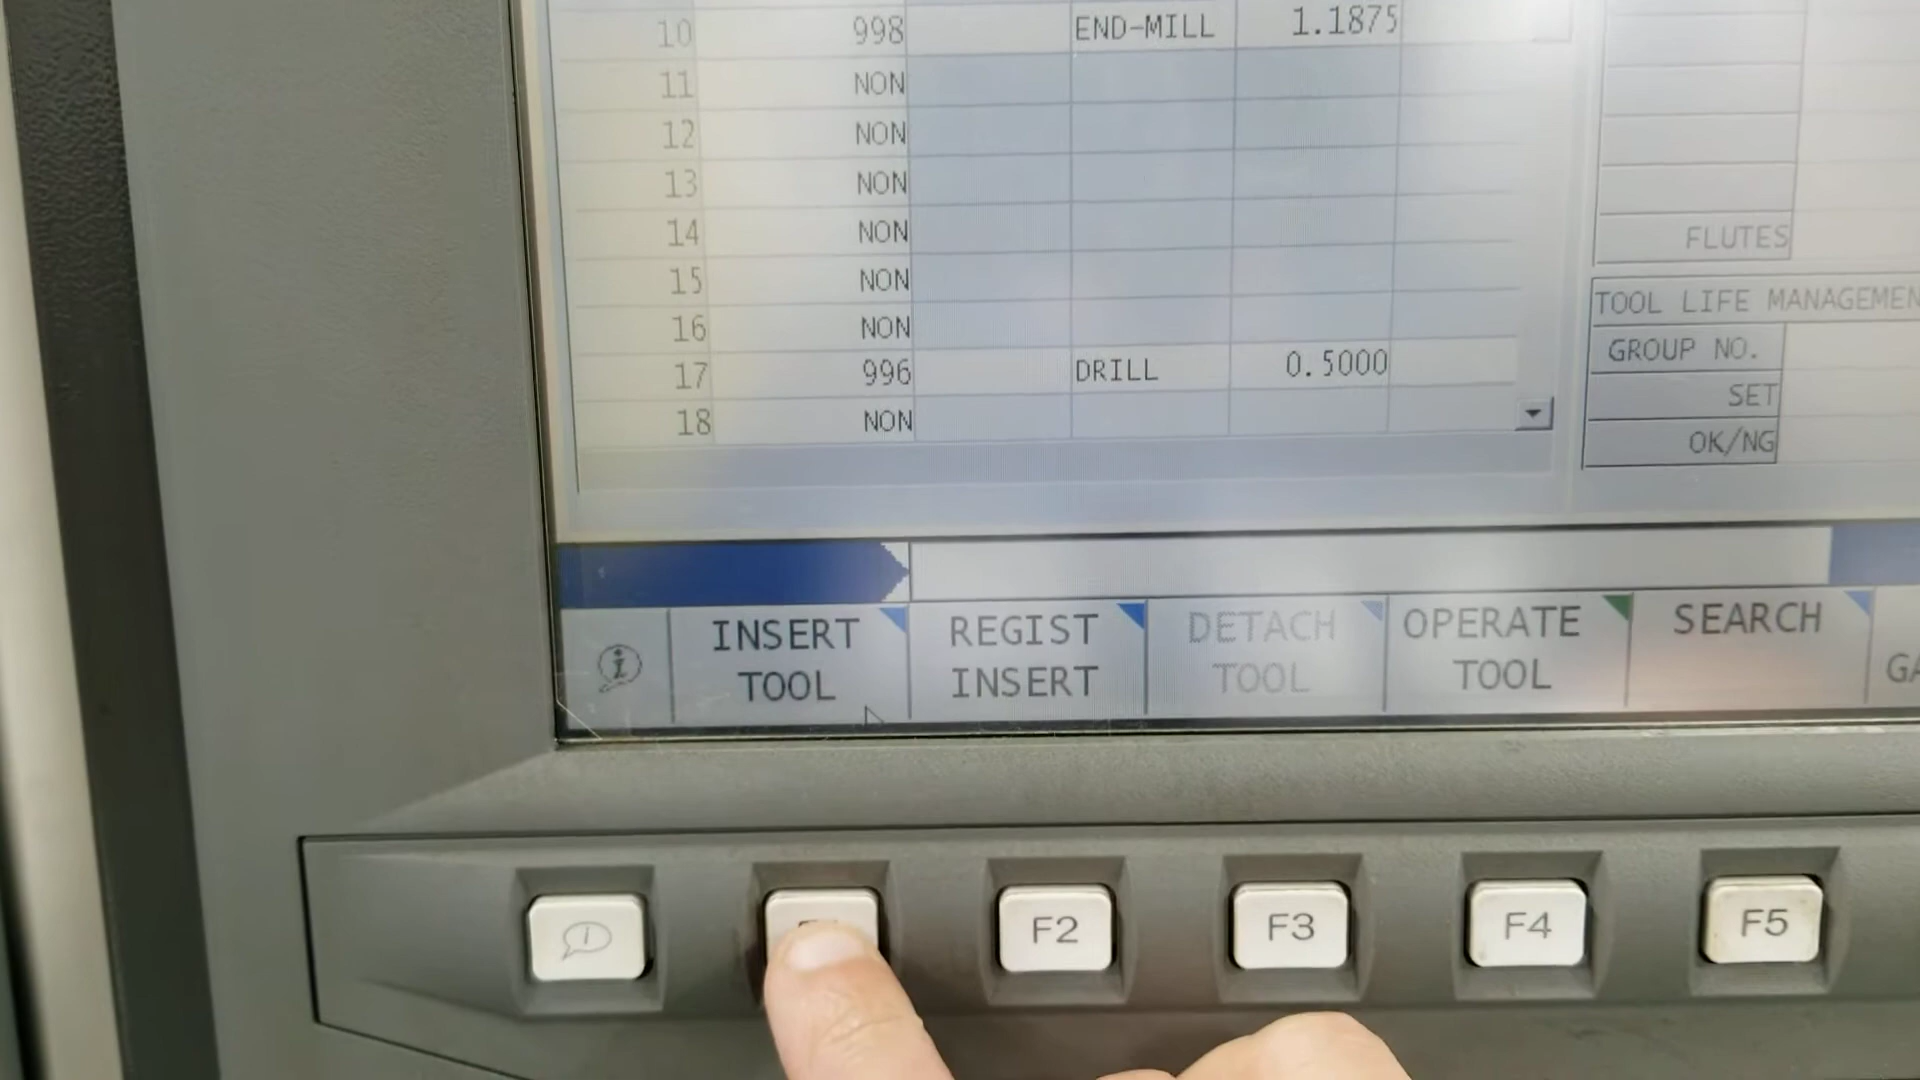 10 998 END-MILL 1.1875
11 NON
12 NON
13 NON
14 NON
15 NON
16 NON
17 996 DRILL 0.5000
18 NON
FLUTES
TOOL LIFE MANAGEMEN
GROUP NO.
SET
OK/NG
INSERT TOOL
REGIST INSERT
DETACH TOOL
OPERATE TOOL
SEARCH
GA
i
F2
F3
F4
F5